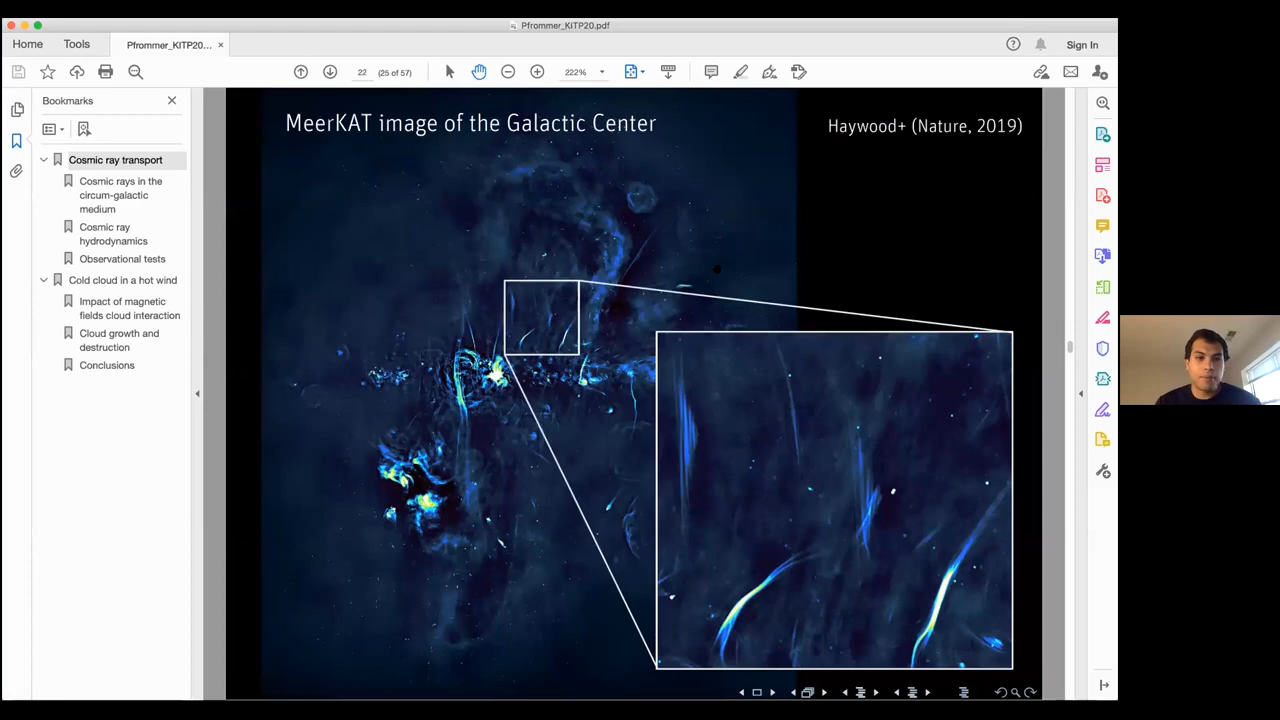 Pfrommer_KITP20.pdf
Home
Tools
Pfrommer_KITP20...
Sign In
22
(25 of 57)
222%
Bookmarks
Cosmic ray transport
Cosmic rays in the
circum-galactic
medium
Cosmic ray
hydrodynamics
Observational tests
Cold cloud in a hot wind
Impact of magnetic
fields cloud interaction
Cloud growth and
destruction
Conclusions
MeerKAT image of the Galactic Center
Haywood+ (Nature, 2019)